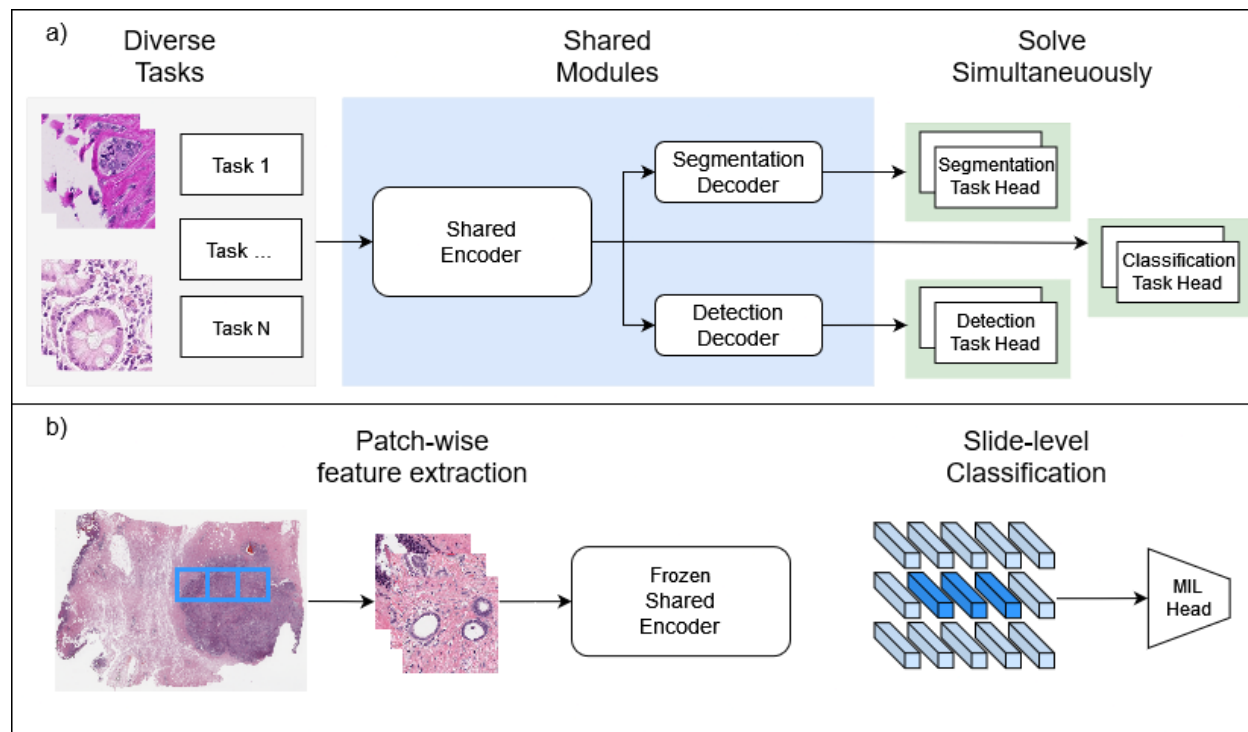 a)
Diverse
Tasks
Shared
Modules
Solve
Simultaneuously
Task 1
Task ...
Task N
Shared
Encoder
Segmentation
Decoder
Detection
Decoder
Segmentation
Task Head
Classification
Task Head
Detection
Task Head
b)
Patch-wise
feature extraction
Slide-level
Classification
Frozen
Shared
Encoder
MIL
Head